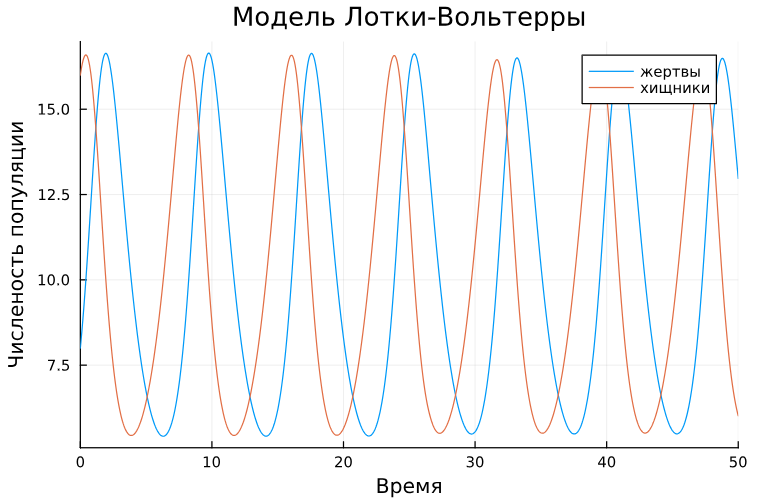 Модель Лотки-Вольтерры
жертвы
хищники
Численость популяции
15.0
12.5
10.0
7.5
0 10 20 30 40 50
Время